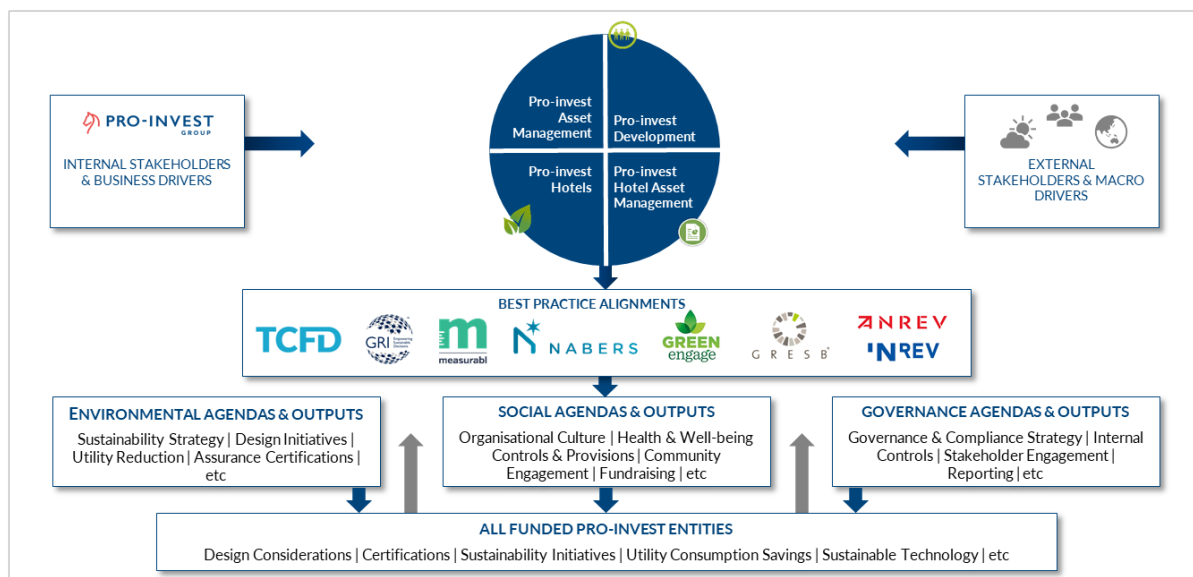 Pro-invest
Asset
Management
Pro-invest
Development
Pro-invest
Hotels
Pro-invest
Hotel Asset
Management
PRO-INVEST
GROUP
INTERNAL STAKEHOLDERS
& BUSINESS DRIVERS
EXTERNAL
STAKEHOLDERS & MACRO
DRIVERS
BEST PRACTICE ALIGNMENTS
TCFD
GRI
Empowering
Sustainable
Decisions
m
measurabl
NABERS
GREEN
engage
GRESB
ANREV
INREV
ENVIRONMENTAL AGENDAS & OUTPUTS
Sustainability Strategy | Design Initiatives |
Utility Reduction | Assurance Certifications |
etc
SOCIAL AGENDAS & OUTPUTS
Organisational Culture | Health & Well-being
Controls & Provisions | Community
Engagement | Fundraising | etc
GOVERNANCE AGENDAS & OUTPUTS
Governance & Compliance Strategy | Internal
Controls | Stakeholder Engagement |
Reporting | etc
ALL FUNDED PRO-INVEST ENTITIES
Design Considerations | Certifications | Sustainability Initiatives | Utility Consumption Savings | Sustainable Technology | etc